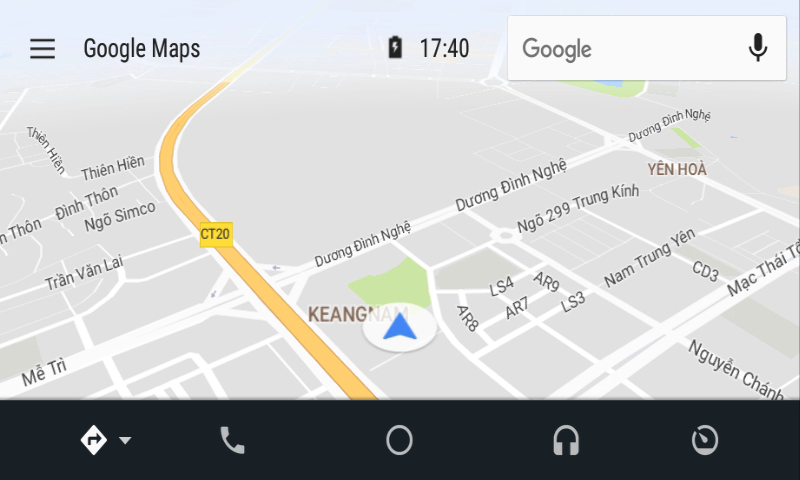 Google Maps
17:40
Google
Thiên Hiền
Thiên Hiền
Đình Thôn
Ngõ Simco
n Thôn
Trần Văn Lai
CT20
Dương Đình Nghệ
Dương Đình Nghệ
Dương Đình Nghệ
YÊN HOÀ
Ngõ 299 Trung Kính
Nam Trung Yên
CD3
Mạc Thái Tổ
LS4
AR9
AR7
LS3
AR8
KEANGNAM
Mễ Trì
Nguyễn Chánh